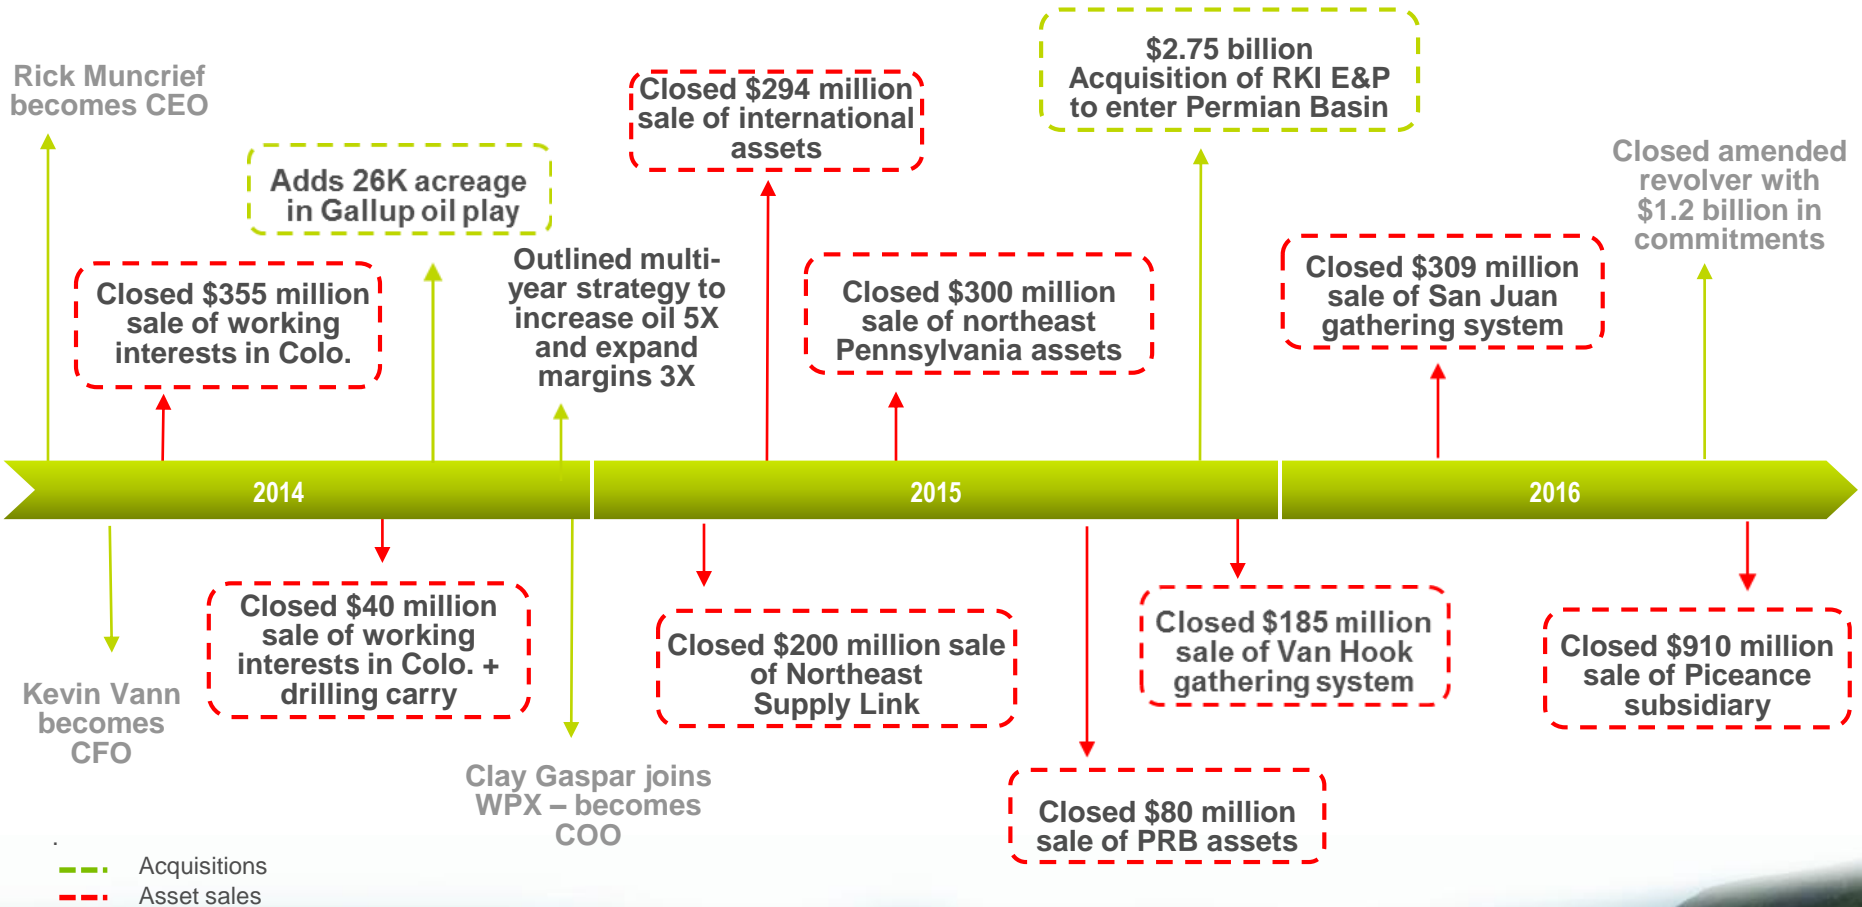 Rick Muncrief
becomes CEO
Closed $355 million
sale of working
interests in Colo.
Adds 26K acreage
in Gallup oil play
Outlined multi-
year strategy to
increase oil 5X
and expand
margins 3X
Closed $294 million
sale of international
assets
Closed $300 million
sale of northeast
Pennsylvania assets
$2.75 billion
Acquisition of RKI E&P
to enter Permian Basin
Closed $309 million
sale of San Juan
gathering system
Closed amended
revolver with
$1.2 billion in
commitments
2014
2015
2016
Kevin Vann
becomes
CFO
Closed $40 million
sale of working
interests in Colo. +
drilling carry
Clay Gaspar joins
WPX – becomes
COO
Closed $200 million sale
of Northeast
Supply Link
Closed $80 million
sale of PRB assets
Closed $185 million
sale of Van Hook
gathering system
Closed $910 million
sale of Piceance
subsidiary
.
Acquisitions
Asset sales